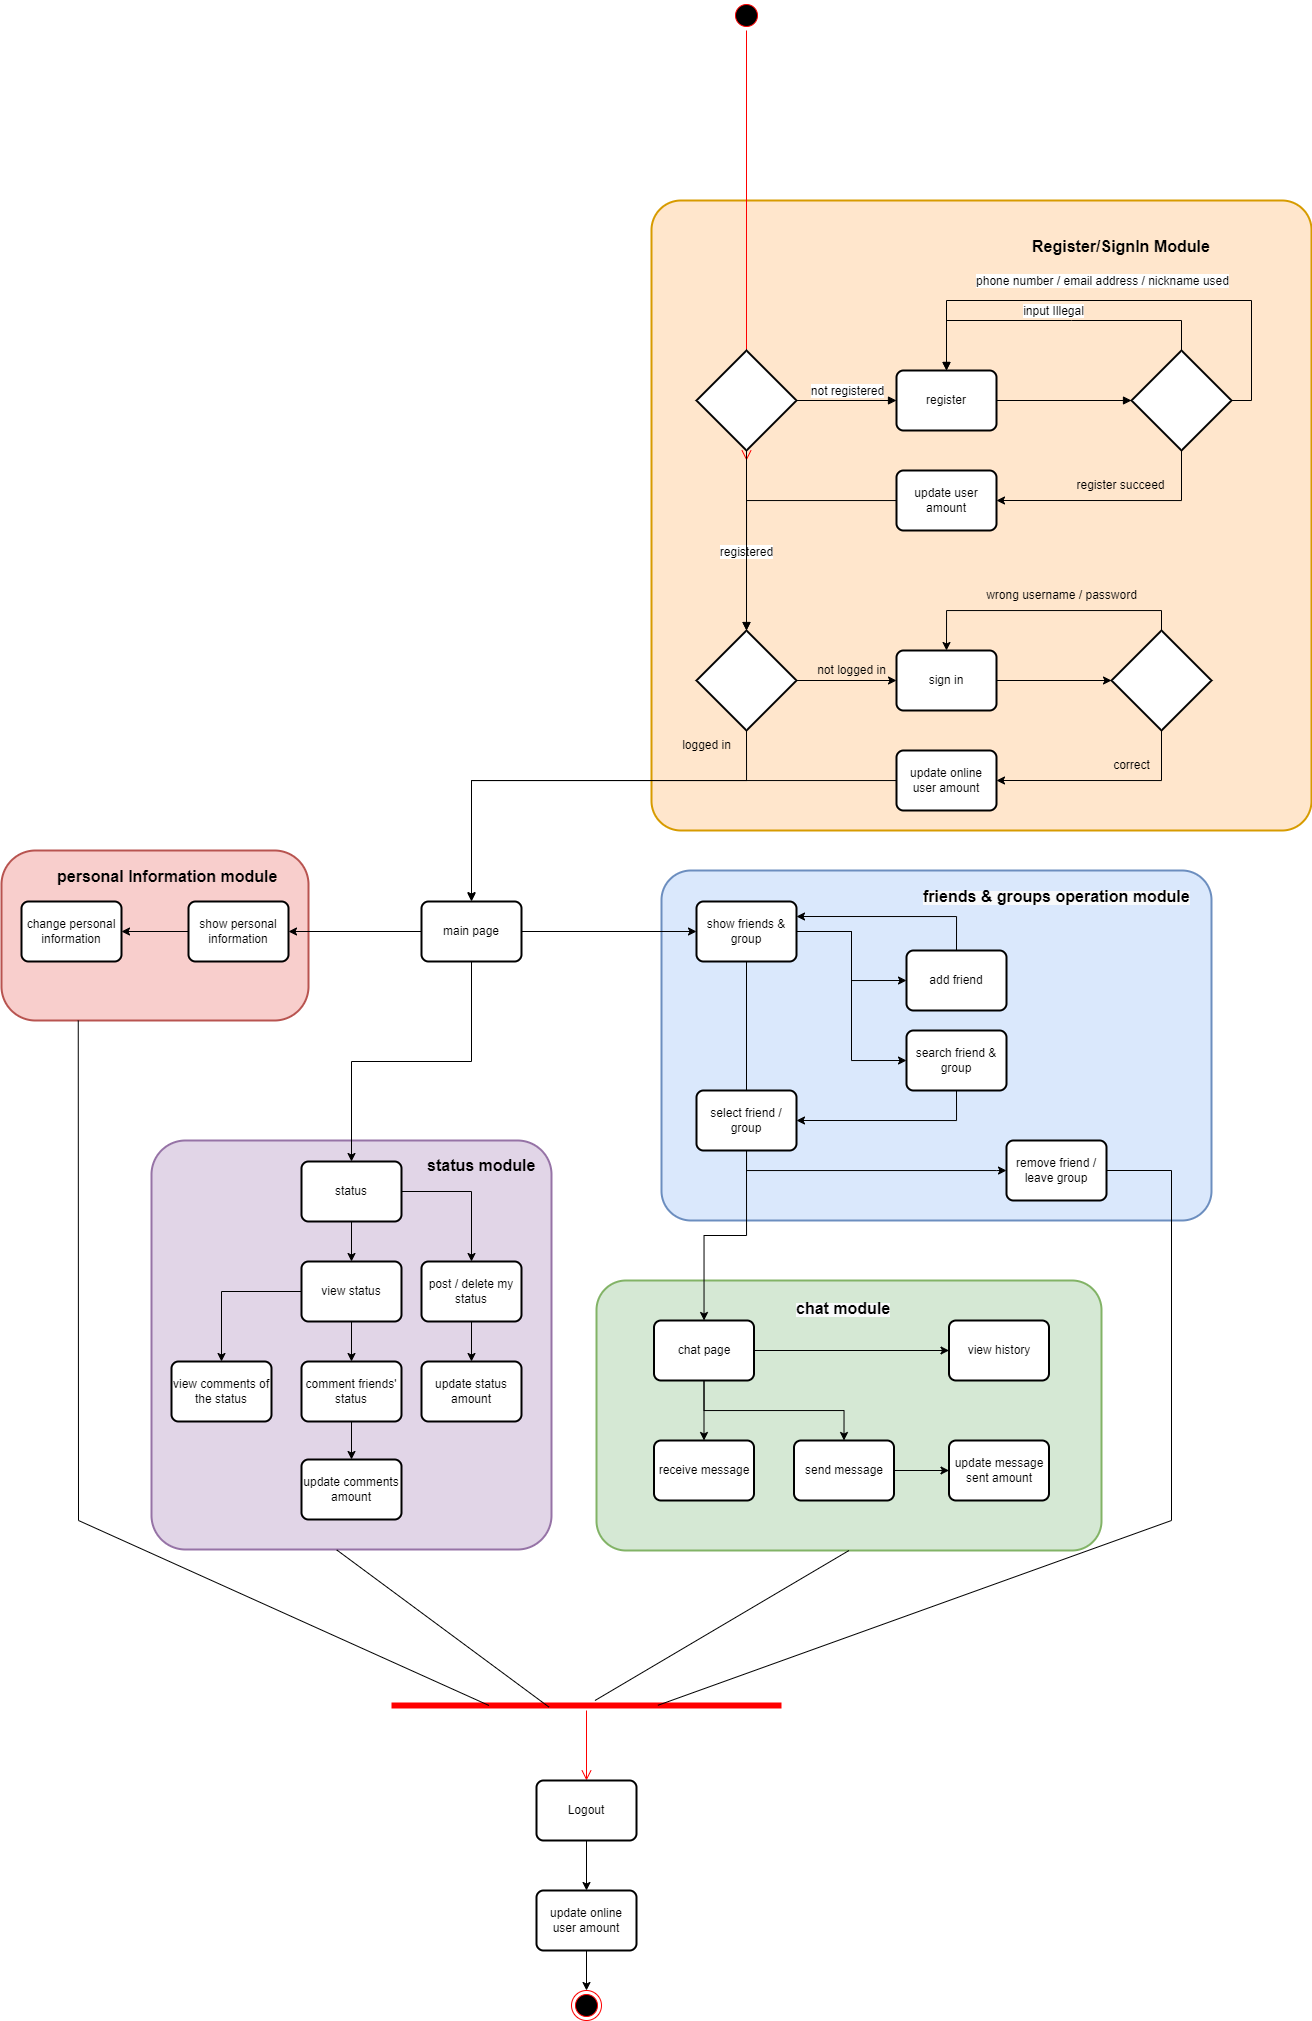 Register/SignIn Module
phone number / email address / nickname used
input Illegal
not registered
register
update user
amount
register succeed
registered
wrong username / password
not logged in
sign in
logged in
update online
user amount
correct
personal Information module
change personal
information
show personal
information
main page
friends & groups operation module
show friends &
group
add friend
search friend &
group
select friend /
group
remove friend /
leave group
status module
status
view status
post / delete my
status
view comments of
the status
comment friends'
status
update status
amount
update comments
amount
chat module
chat page
view history
receive message
send message
update message
sent amount
Logout
update online
user amount